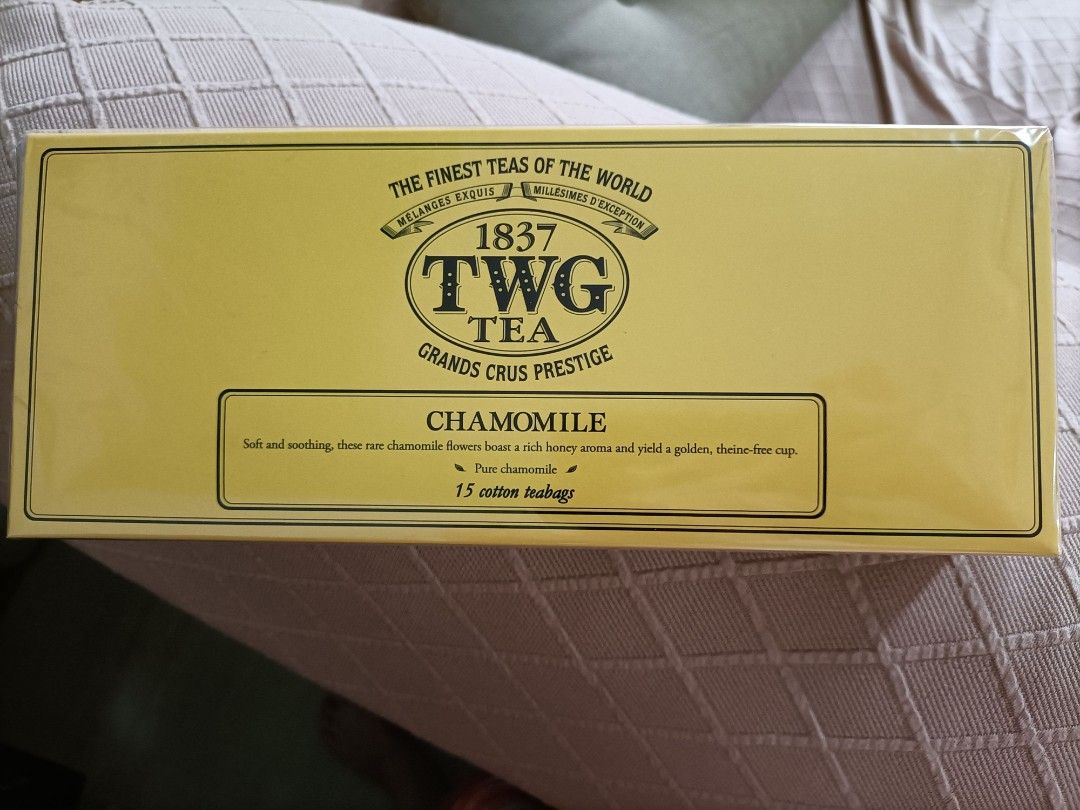 THE FINEST TEAS OF THE WORLD
MÉLANGES EXQUIS MILLÉSIMES D'EXCEPTION
1837
TWG
TEA
GRANDS CRUS PRESTIGE
CHAMOMILE
Soft and soothing, these rare chamomile flowers boast a rich honey aroma and yield a golden, theine-free cup.
Pure chamomile
15 cotton teabags